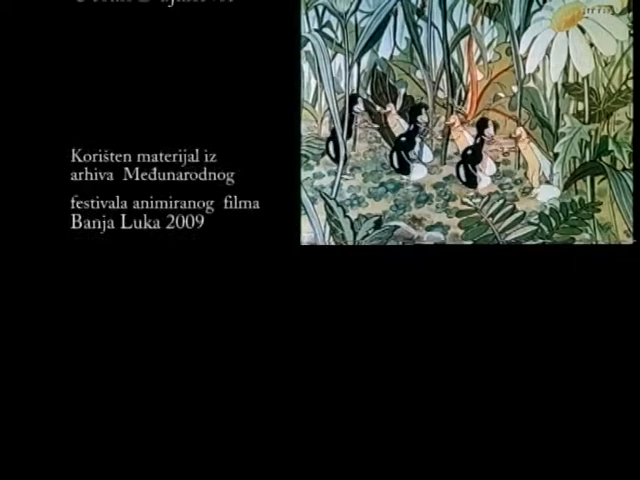 Korišten materijal iz
arhiva Međunarodnog
festivala animiranog filma
Banja Luka 2009